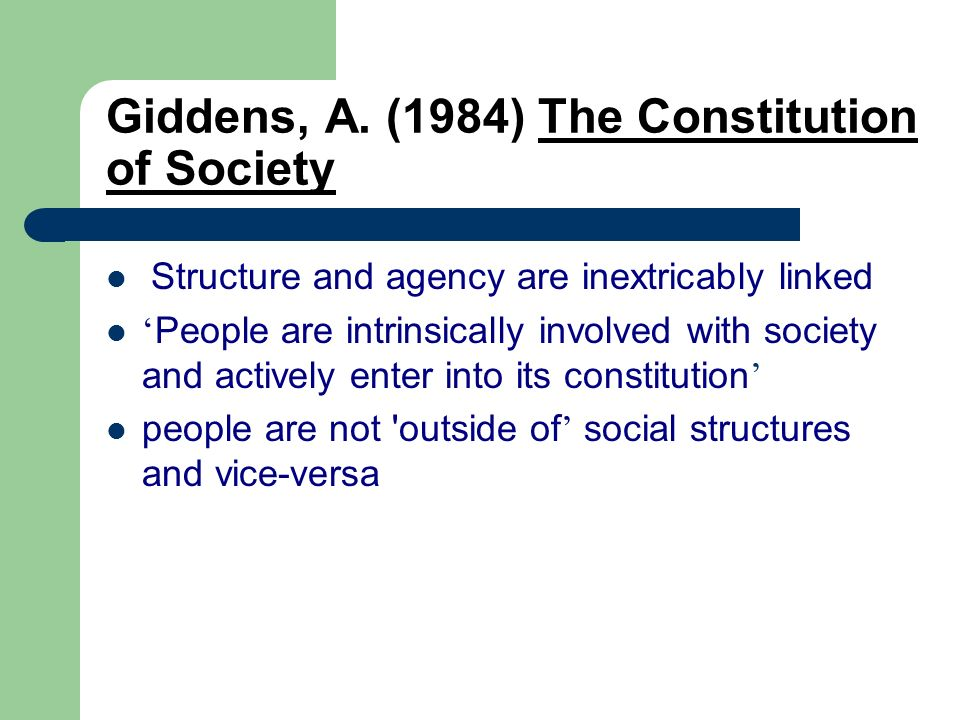 Giddens, A. (1984) The Constitution
of Society
Structure and agency are inextricably linked
‘People are intrinsically involved with society
and actively enter into its constitution’
people are not 'outside of’ social structures
and vice-versa